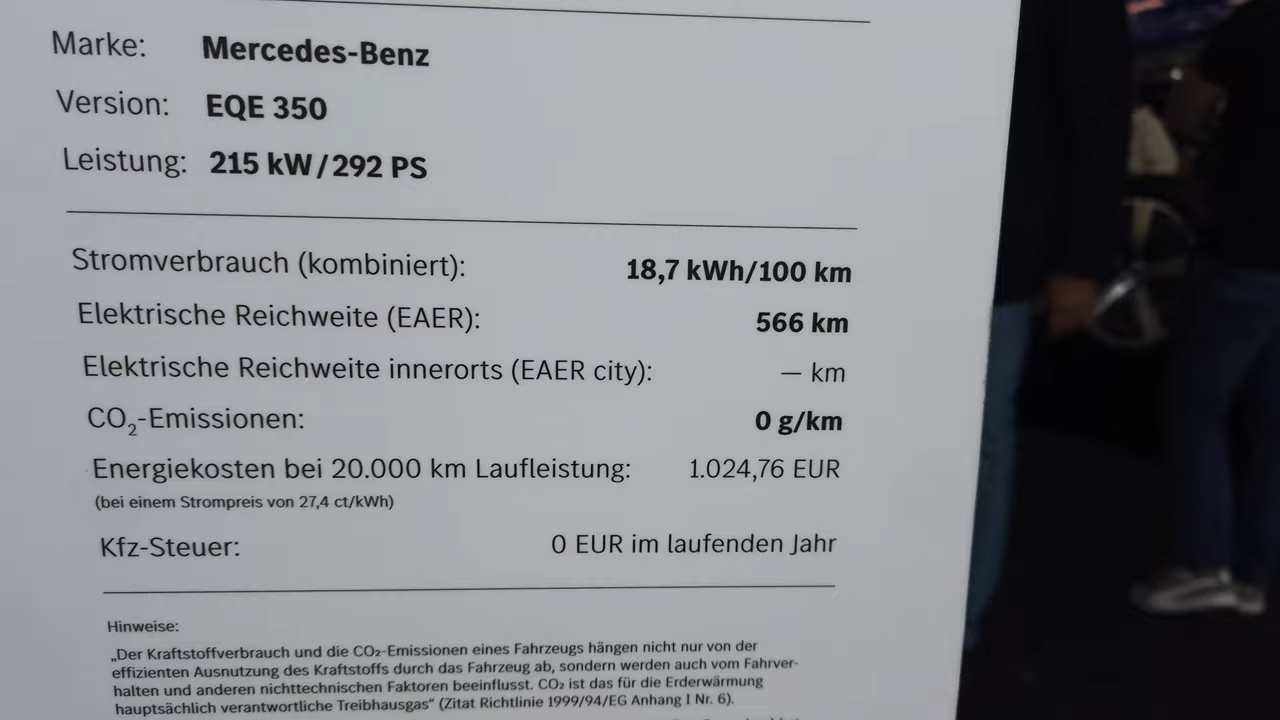 Marke: Mercedes-Benz
Version: EQE 350
Leistung: 215 kW/292 PS
Stromverbrauch (kombiniert): 18,7 kWh/100 km
Elektrische Reichweite (EAER): 566 km
Elektrische Reichweite innerorts (EAER city): — km
CO₂-Emissionen: 0 g/km
Energiekosten bei 20.000 km Laufleistung: 1.024,76 EUR
(bei einem Strompreis von 27,4 ct/kWh)
Kfz-Steuer: 0 EUR im laufenden Jahr
Hinweise:
„Der Kraftstoffverbrauch und die CO₂-Emissionen eines Fahrzeugs hängen nicht nur von der
effizienten Ausnutzung des Kraftstoffs durch das Fahrzeug ab, sondern werden auch vom Fahrver-
halten und anderen nichttechnischen Faktoren beeinflusst. CO₂ ist das für die Erderwärmung
hauptsächlich verantwortliche Treibhausgas“ (Zitat Richtlinie 1999/94/EG Anhang I Nr. 6).